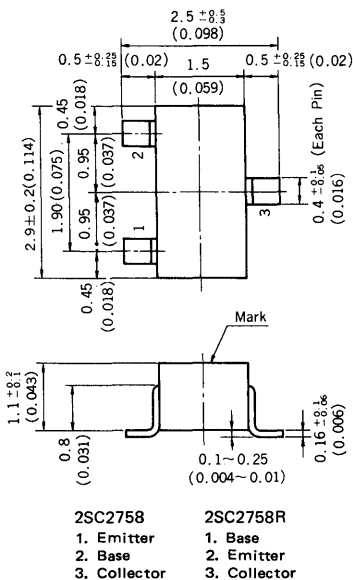 2.5 +0.5 −0.3
(0.098)
0.5 +0.25 −0.15 (0.02)
1.5
(0.059)
0.5 +0.25 −0.15 (0.02)
0.45
(0.018)
2.9±0.2(0.114)
1.90(0.075)
0.95
(0.037)
0.95
(0.037)
0.45
(0.018)
2
1
3
0.4 +0.1 −0.05 (Each Pin)
(0.016)
Mark
1.1 +0.2 −0.1
(0.043)
0.8
(0.031)
0.1~0.25
(0.004~0.01)
0.16 +0.1 −0.06
(0.006)
2SC2758 2SC2758R
1. Emitter 1. Base
2. Base 2. Emitter
3. Collector 3. Collector